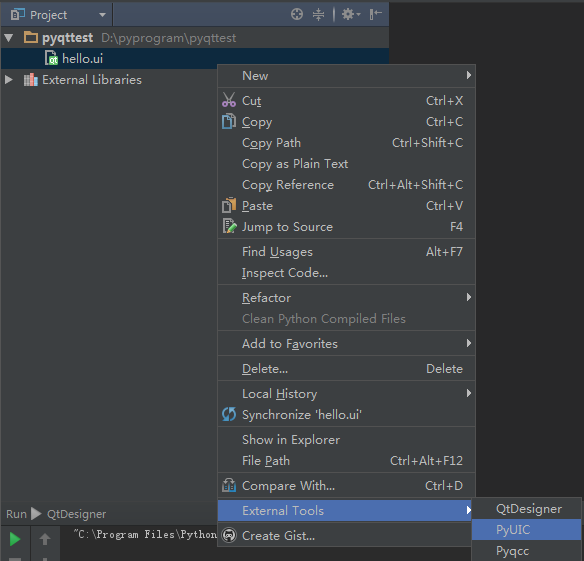 Project
pyqttest D:\pyprogram\pyqttest
hello.ui
External Libraries
New
Cut Ctrl+X
Copy Ctrl+C
Copy Path Ctrl+Shift+C
Copy as Plain Text
Copy Reference Ctrl+Alt+Shift+C
Paste Ctrl+V
Jump to Source F4
Find Usages Alt+F7
Inspect Code...
Refactor
Clean Python Compiled Files
Add to Favorites
Delete... Delete
Local History
Synchronize 'hello.ui'
Show in Explorer
File Path Ctrl+Alt+F12
Compare With... Ctrl+D
External Tools
Create Gist...
QtDesigner
PyUIC
Pyqcc
Run QtDesigner
"C:\Program Files\Python